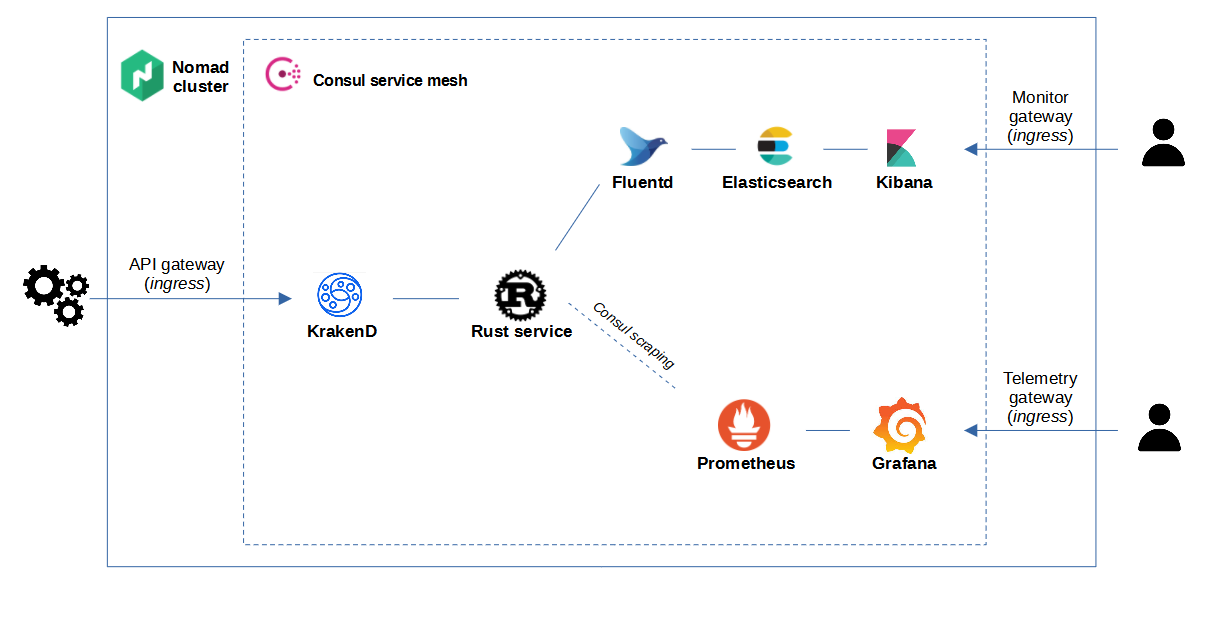 Nomad
cluster
Consul service mesh
Monitor
gateway
(ingress)
Fluentd
Elasticsearch
Kibana
API gateway
(ingress)
KrakenD
Rust service
Consul scraping
Telemetry
gateway
(ingress)
Prometheus
Grafana